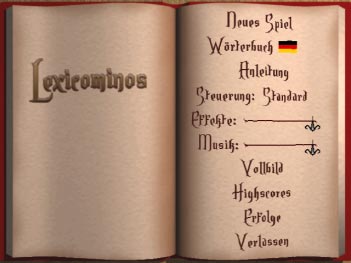 Lexicominos
Neues Spiel
Wörterbuch
Anleitung
Steuerung: Standard
Effekte:
Musik:
Vollbild
Highscores
Erfolge
Verlassen